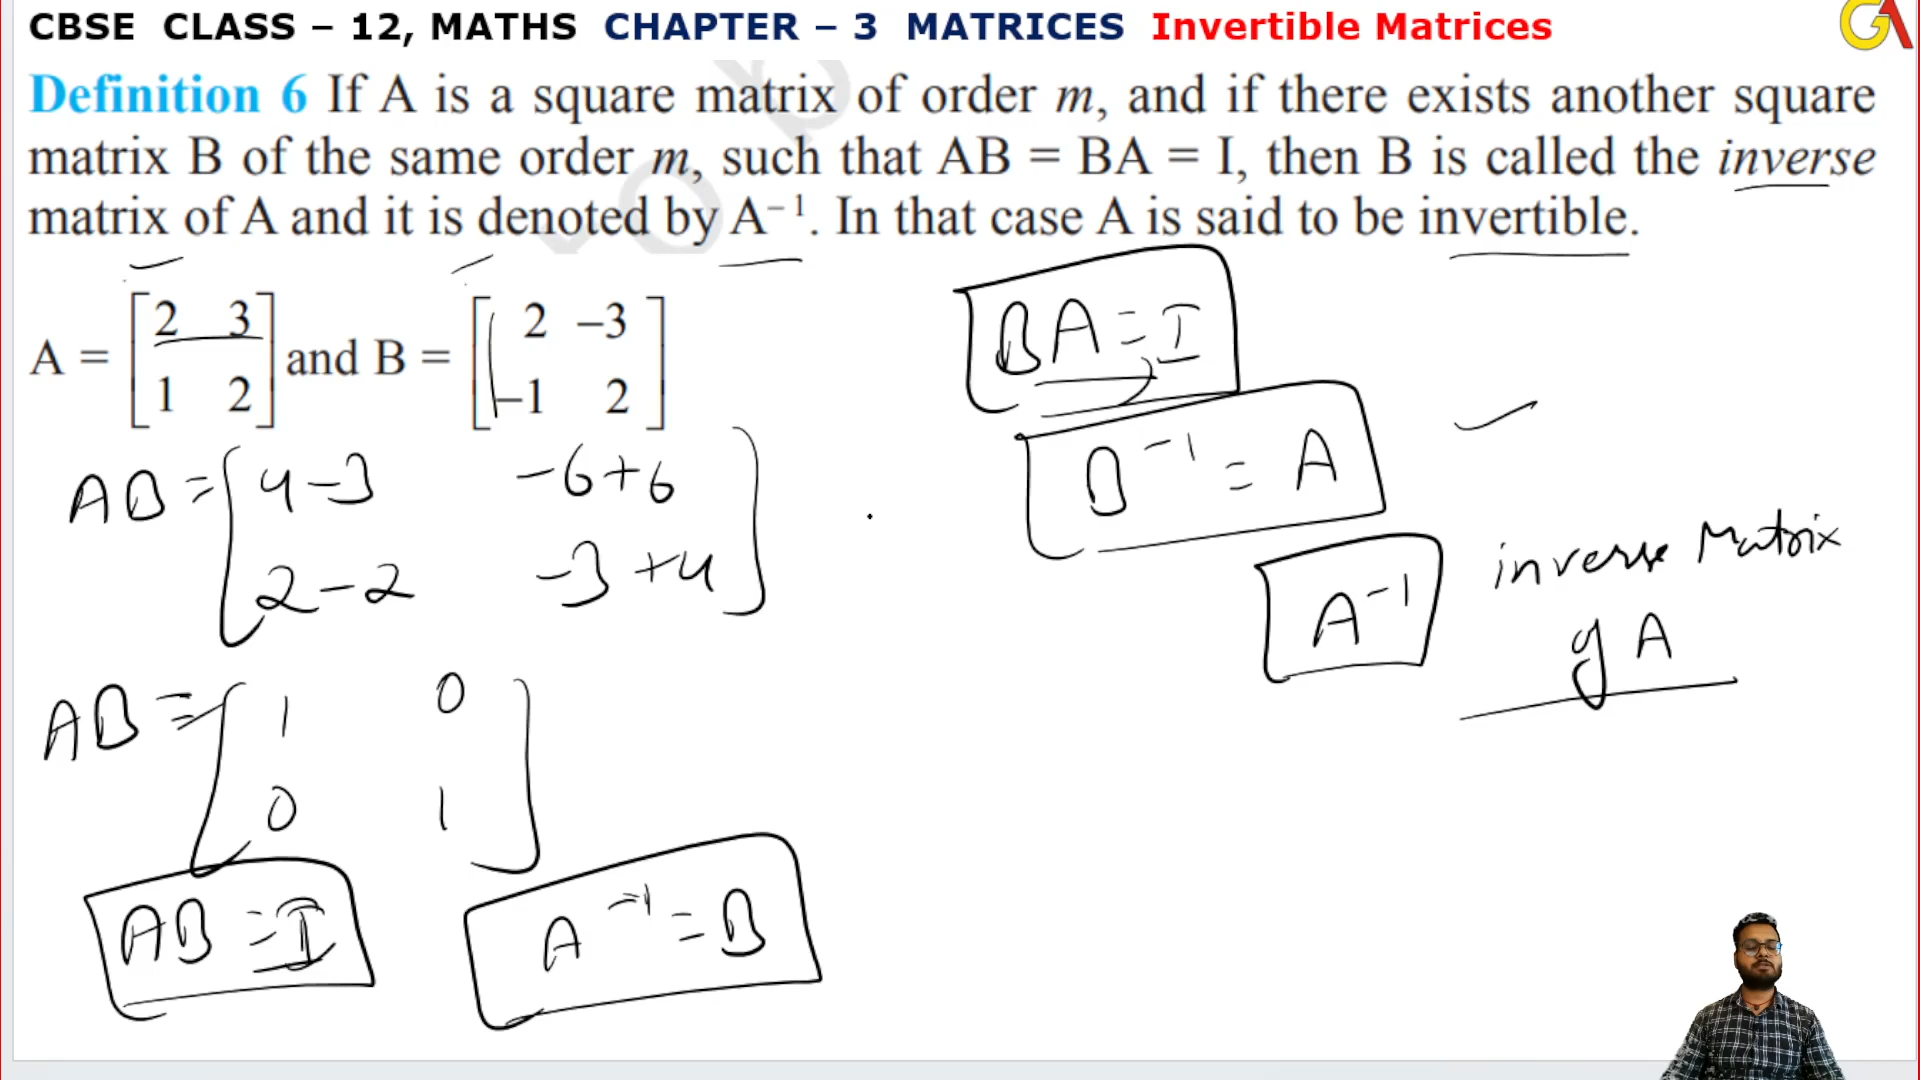 CBSE CLASS – 12, MATHS CHAPTER – 3 MATRICES Invertible Matrices
GA
Definition 6 If A is a square matrix of order m, and if there exists another square
matrix B of the same order m, such that AB = BA = I, then B is called the inverse
matrix of A and it is denoted by A⁻¹. In that case A is said to be invertible.
A = [2 3
1 2] and B = [2 −3
−1 2]
AB = [4−3 −6+6
2−2 −3+4]
AB = [1 0
0 1]
AB = I
A⁻¹ = B
BA = I
B⁻¹ = A
A⁻¹ inverse Matrix
of A